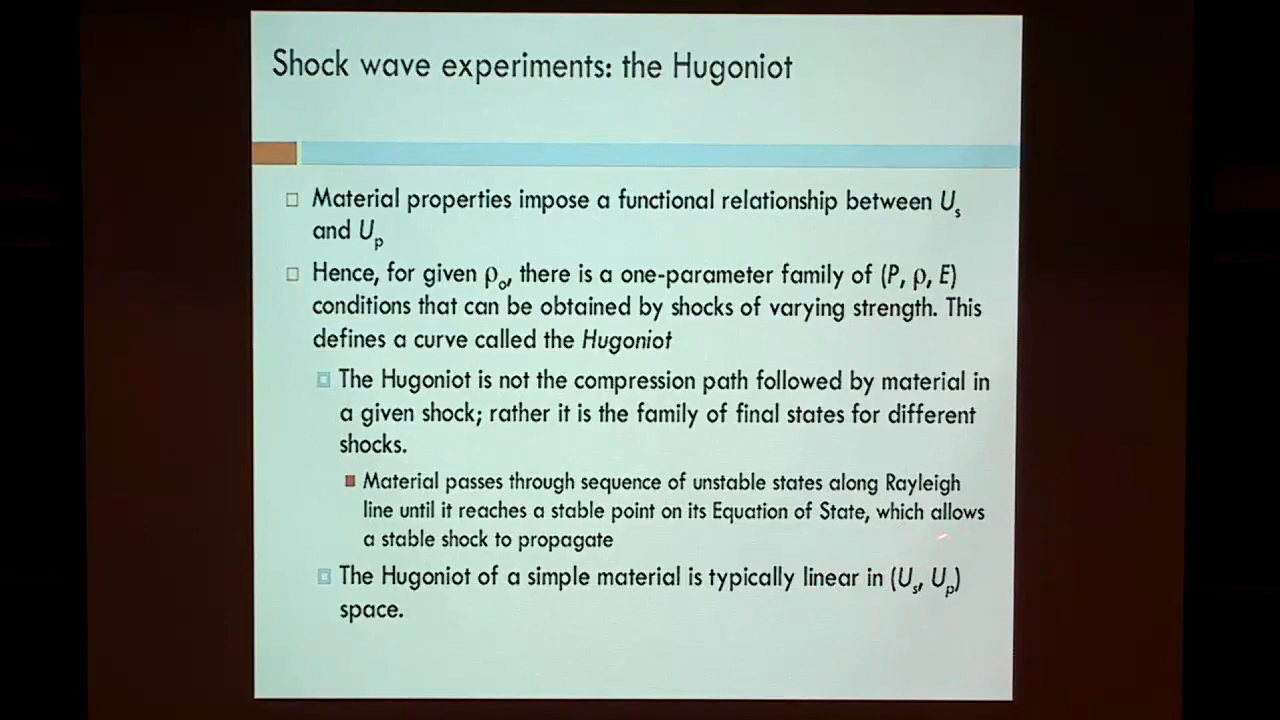 Shock wave experiments: the Hugoniot
Material properties impose a functional relationship between Us
and Up
Hence, for given ρo, there is a one-parameter family of (P, ρ, E)
conditions that can be obtained by shocks of varying strength. This
defines a curve called the Hugoniot
The Hugoniot is not the compression path followed by material in
a given shock; rather it is the family of final states for different
shocks.
Material passes through sequence of unstable states along Rayleigh
line until it reaches a stable point on its Equation of State, which allows
a stable shock to propagate
The Hugoniot of a simple material is typically linear in (Us, Up)
space.